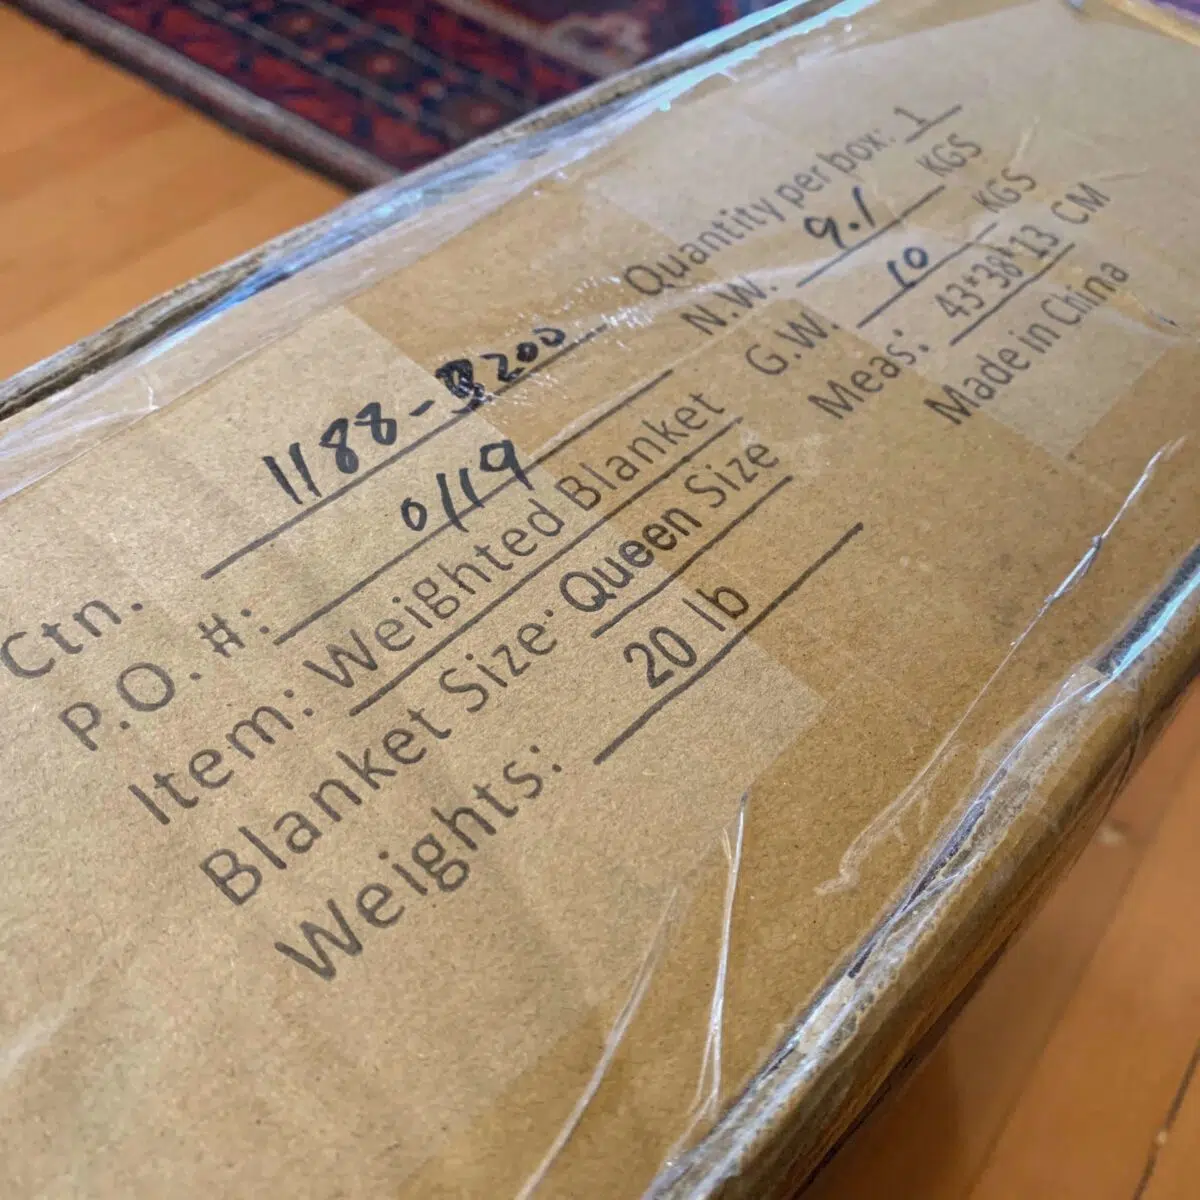 Ctn. 1188-8200
P.O. #: 0119
Item: Weighted Blanket
Blanket Size: Queen Size
Weights: 20 lb
Quantity per box: 1
N.W. 9.1 KGS
G.W. 10 KGS
Meas: 43*38*13 CM
Made in China